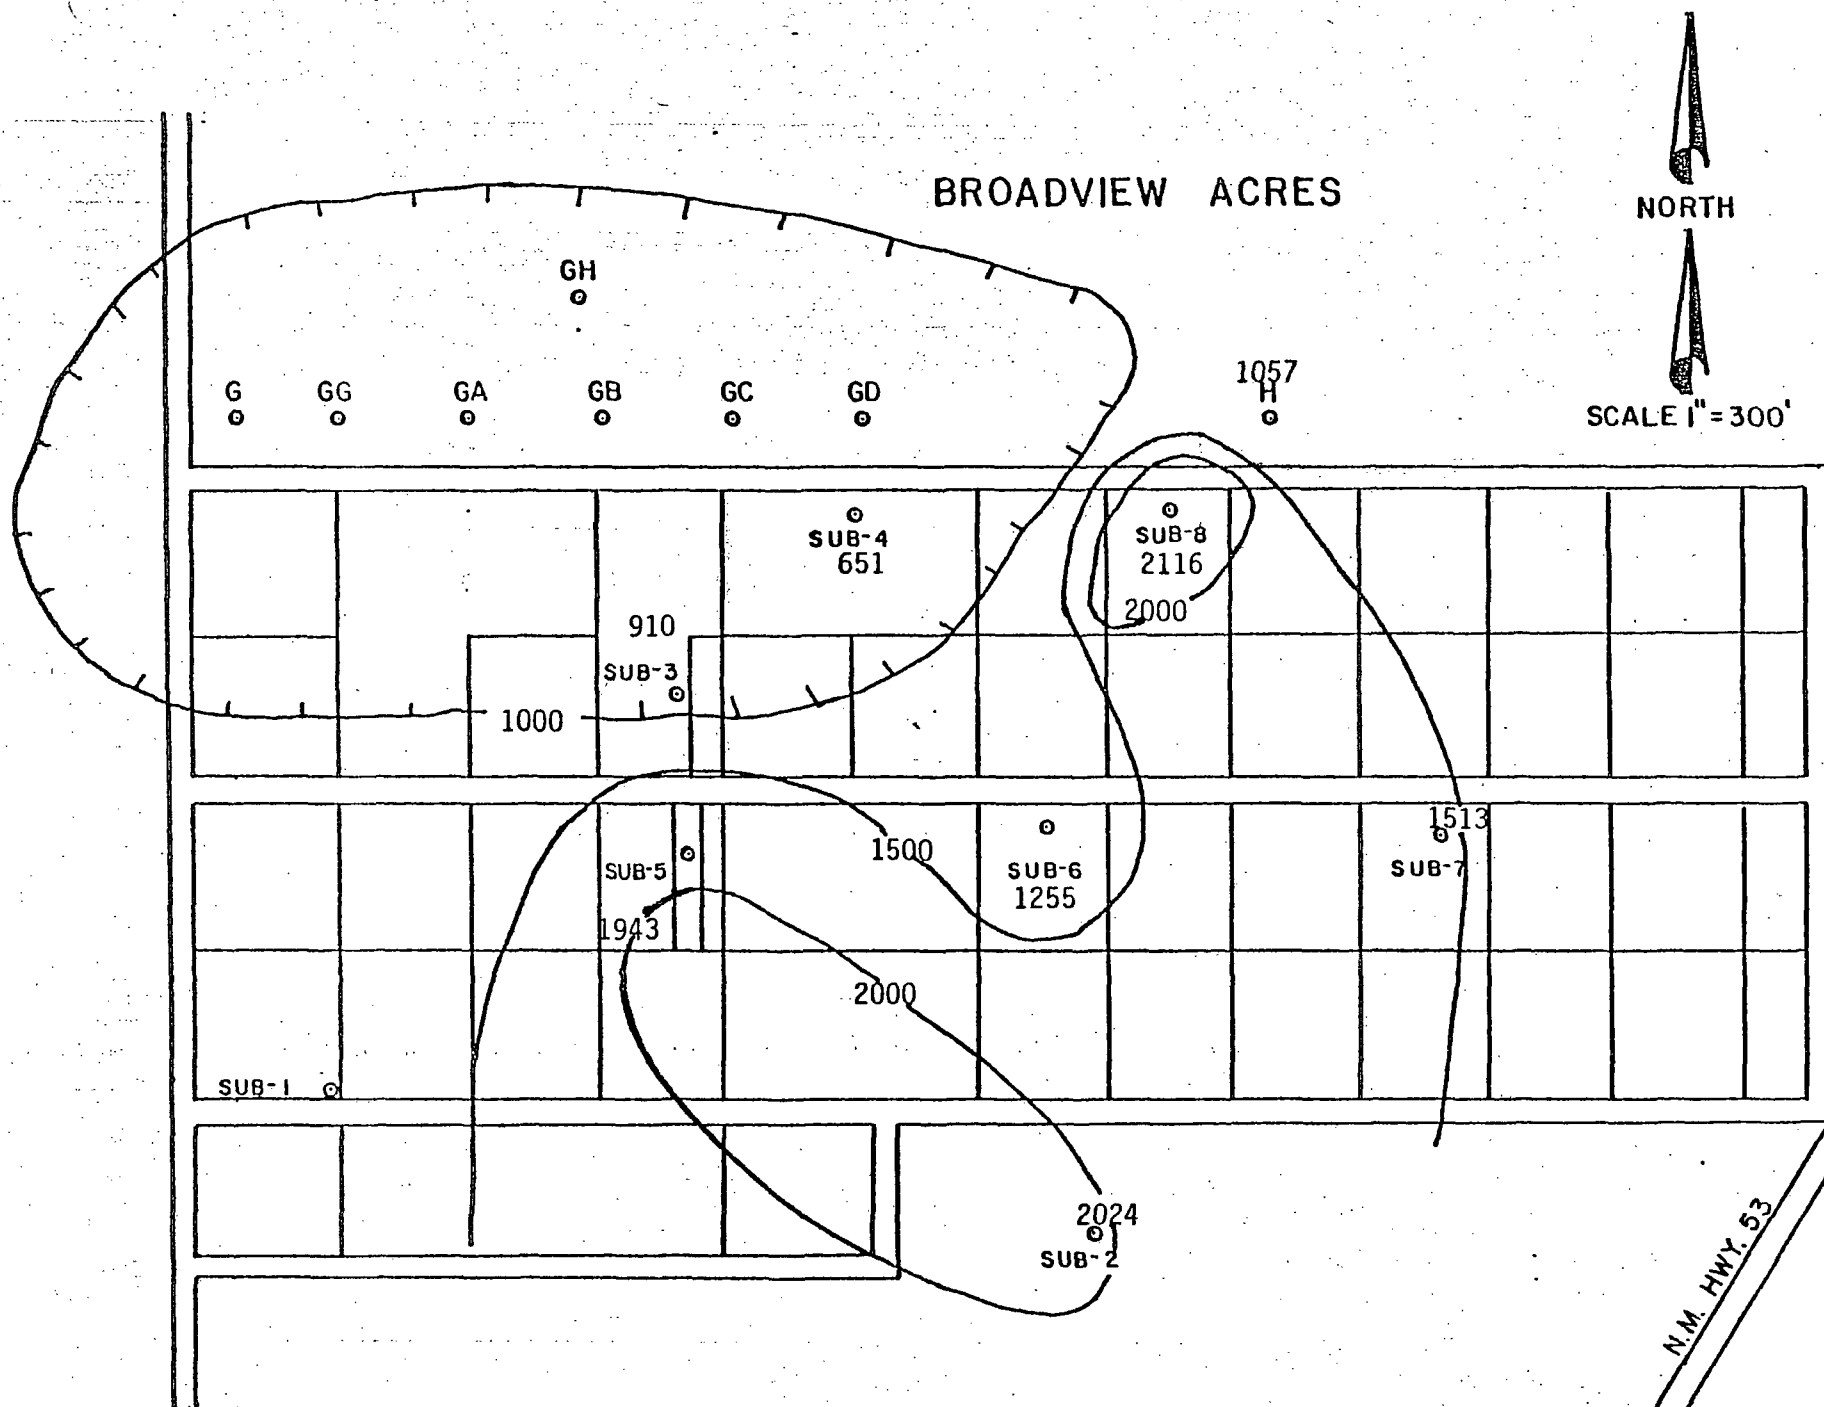 BROADVIEW ACRES
NORTH
SCALE 1" = 300'
GH
1057
G
GG
GA
GB
GC
GD
H
SUB-4
651
SUB-8
2116
2000
910
SUB-3
1000
1513
1500
SUB-5
SUB-6
1255
SUB-7
1943
2000
SUB-1
2024
SUB-2
N.M. HWY. 53